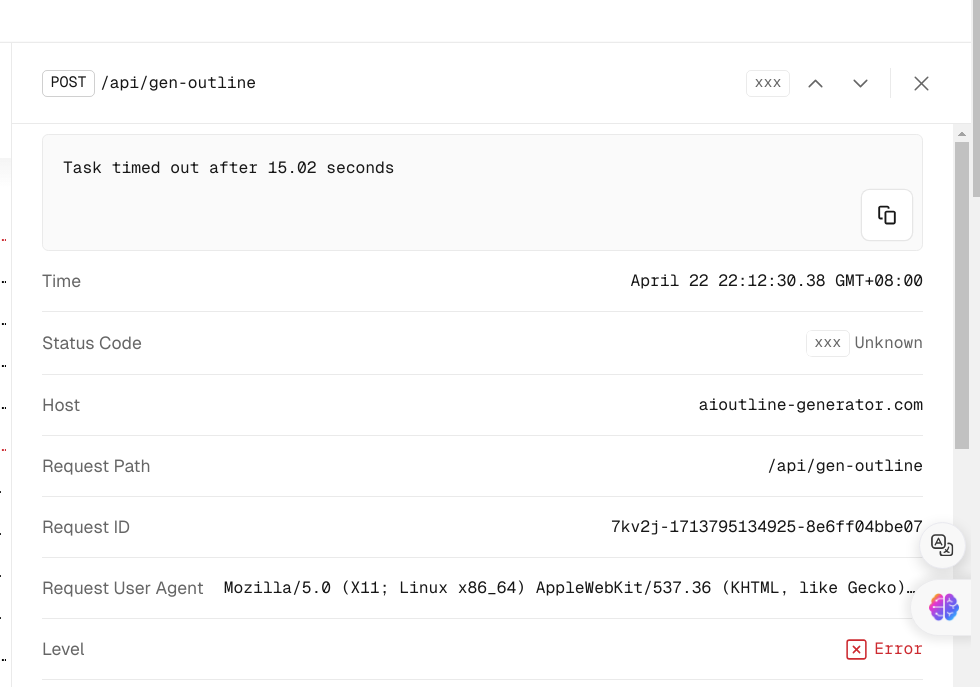 POST /api/gen-outline xxx
Task timed out after 15.02 seconds
Time April 22 22:12:30.38 GMT+08:00
Status Code xxx Unknown
Host aioutline-generator.com
Request Path /api/gen-outline
Request ID 7kv2j-1713795134925-8e6ff04bbe07
Request User Agent Mozilla/5.0 (X11; Linux x86_64) AppleWebKit/537.36 (KHTML, like Gecko)…
Level Error